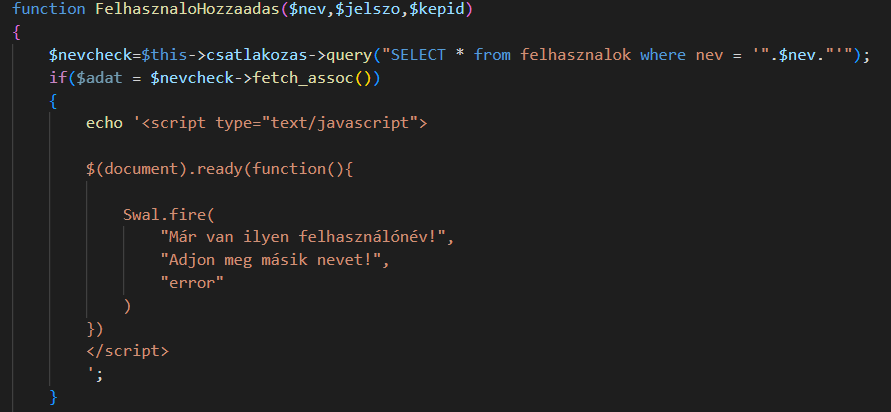 function FelhasznaloHozzaadas($nev,$jelszo,$kepid)
{
$nevcheck=$this->csatlakozas->query("SELECT * from felhasznalok where nev = '".$nev."'");
if($adat = $nevcheck->fetch_assoc())
{
echo '<script type="text/javascript">
$(document).ready(function(){
Swal.fire(
"Már van ilyen felhasználónév!",
"Adjon meg másik nevet!",
"error"
)
})
</script>
';
}